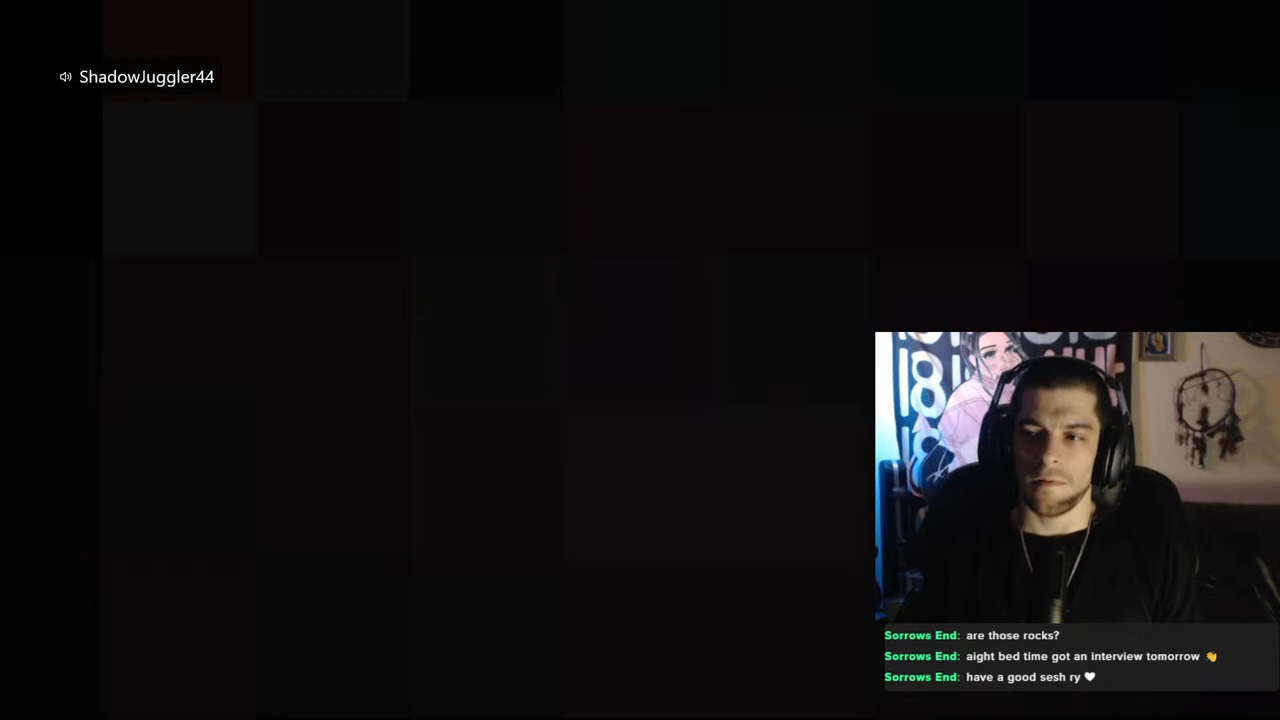 ShadowJuggler44
Sorrows End: are those rocks?
Sorrows End: aight bed time got an interview tomorrow 👋
Sorrows End: have a good sesh ry 🤍